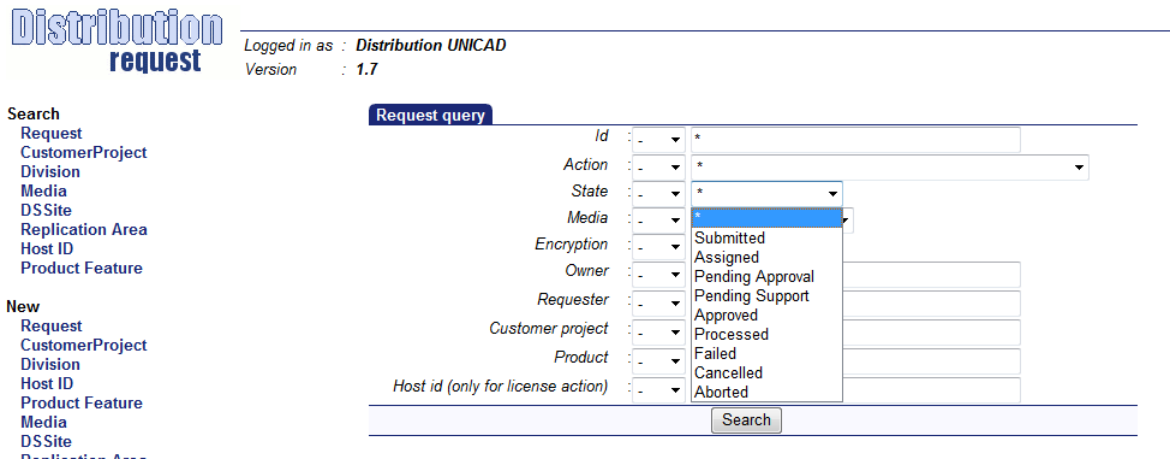 Distribution
request
Logged in as : Distribution UNICAD
Version : 1.7
Search
Request
CustomerProject
Division
Media
DSSite
Replication Area
Host ID
Product Feature
New
Request
CustomerProject
Division
Host ID
Product Feature
Media
DSSite
Replication Area
Request query
Id : - *
Action : - *
State : - *
Media : -
Encryption : -
Owner : -
Requester : -
Customer project : -
Product : -
Host id (only for license action) : -
*
Submitted
Assigned
Pending Approval
Pending Support
Approved
Processed
Failed
Cancelled
Aborted
Search